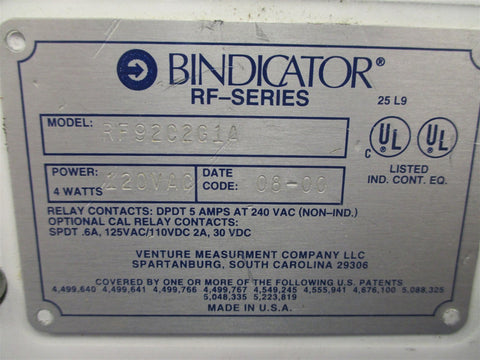 BINDICATOR®
RF-SERIES
25 L9
MODEL: RF92C2G1A
UL
C UL
LISTED
IND. CONT. EQ.
POWER: 120VAC
4 WATTS
DATE
CODE: 08-00
RELAY CONTACTS: DPDT 5 AMPS AT 240 VAC (NON-IND.)
OPTIONAL CAL RELAY CONTACTS:
SPDT .6A, 125VAC/110VDC 2A, 30 VDC
VENTURE MEASURMENT COMPANY LLC
SPARTANBURG, SOUTH CAROLINA 29306
COVERED BY ONE OR MORE OF THE FOLLOWING U.S. PATENTS
4,499,640 4,499,641 4,499,766 4,499,767 4,549,245 4,555,941 4,676,100 5,088,325
5,048,335 5,223,819
MADE IN U.S.A.